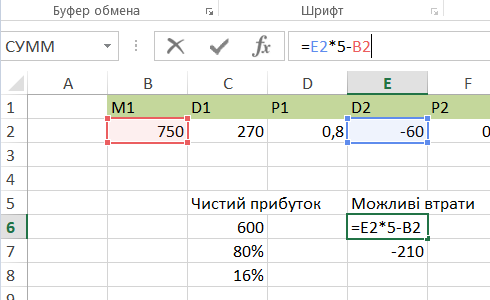 Буфер обмена Шрифт
СУММ fx =E2*5-B2
A B C D E F
1 M1 D1 P1 D2 P2
2 750 270 0,8 -60 0
3
4
5 Чистий прибуток Можливі втрати
6 600 =E2*5-B2
7 80% -210
8 16%